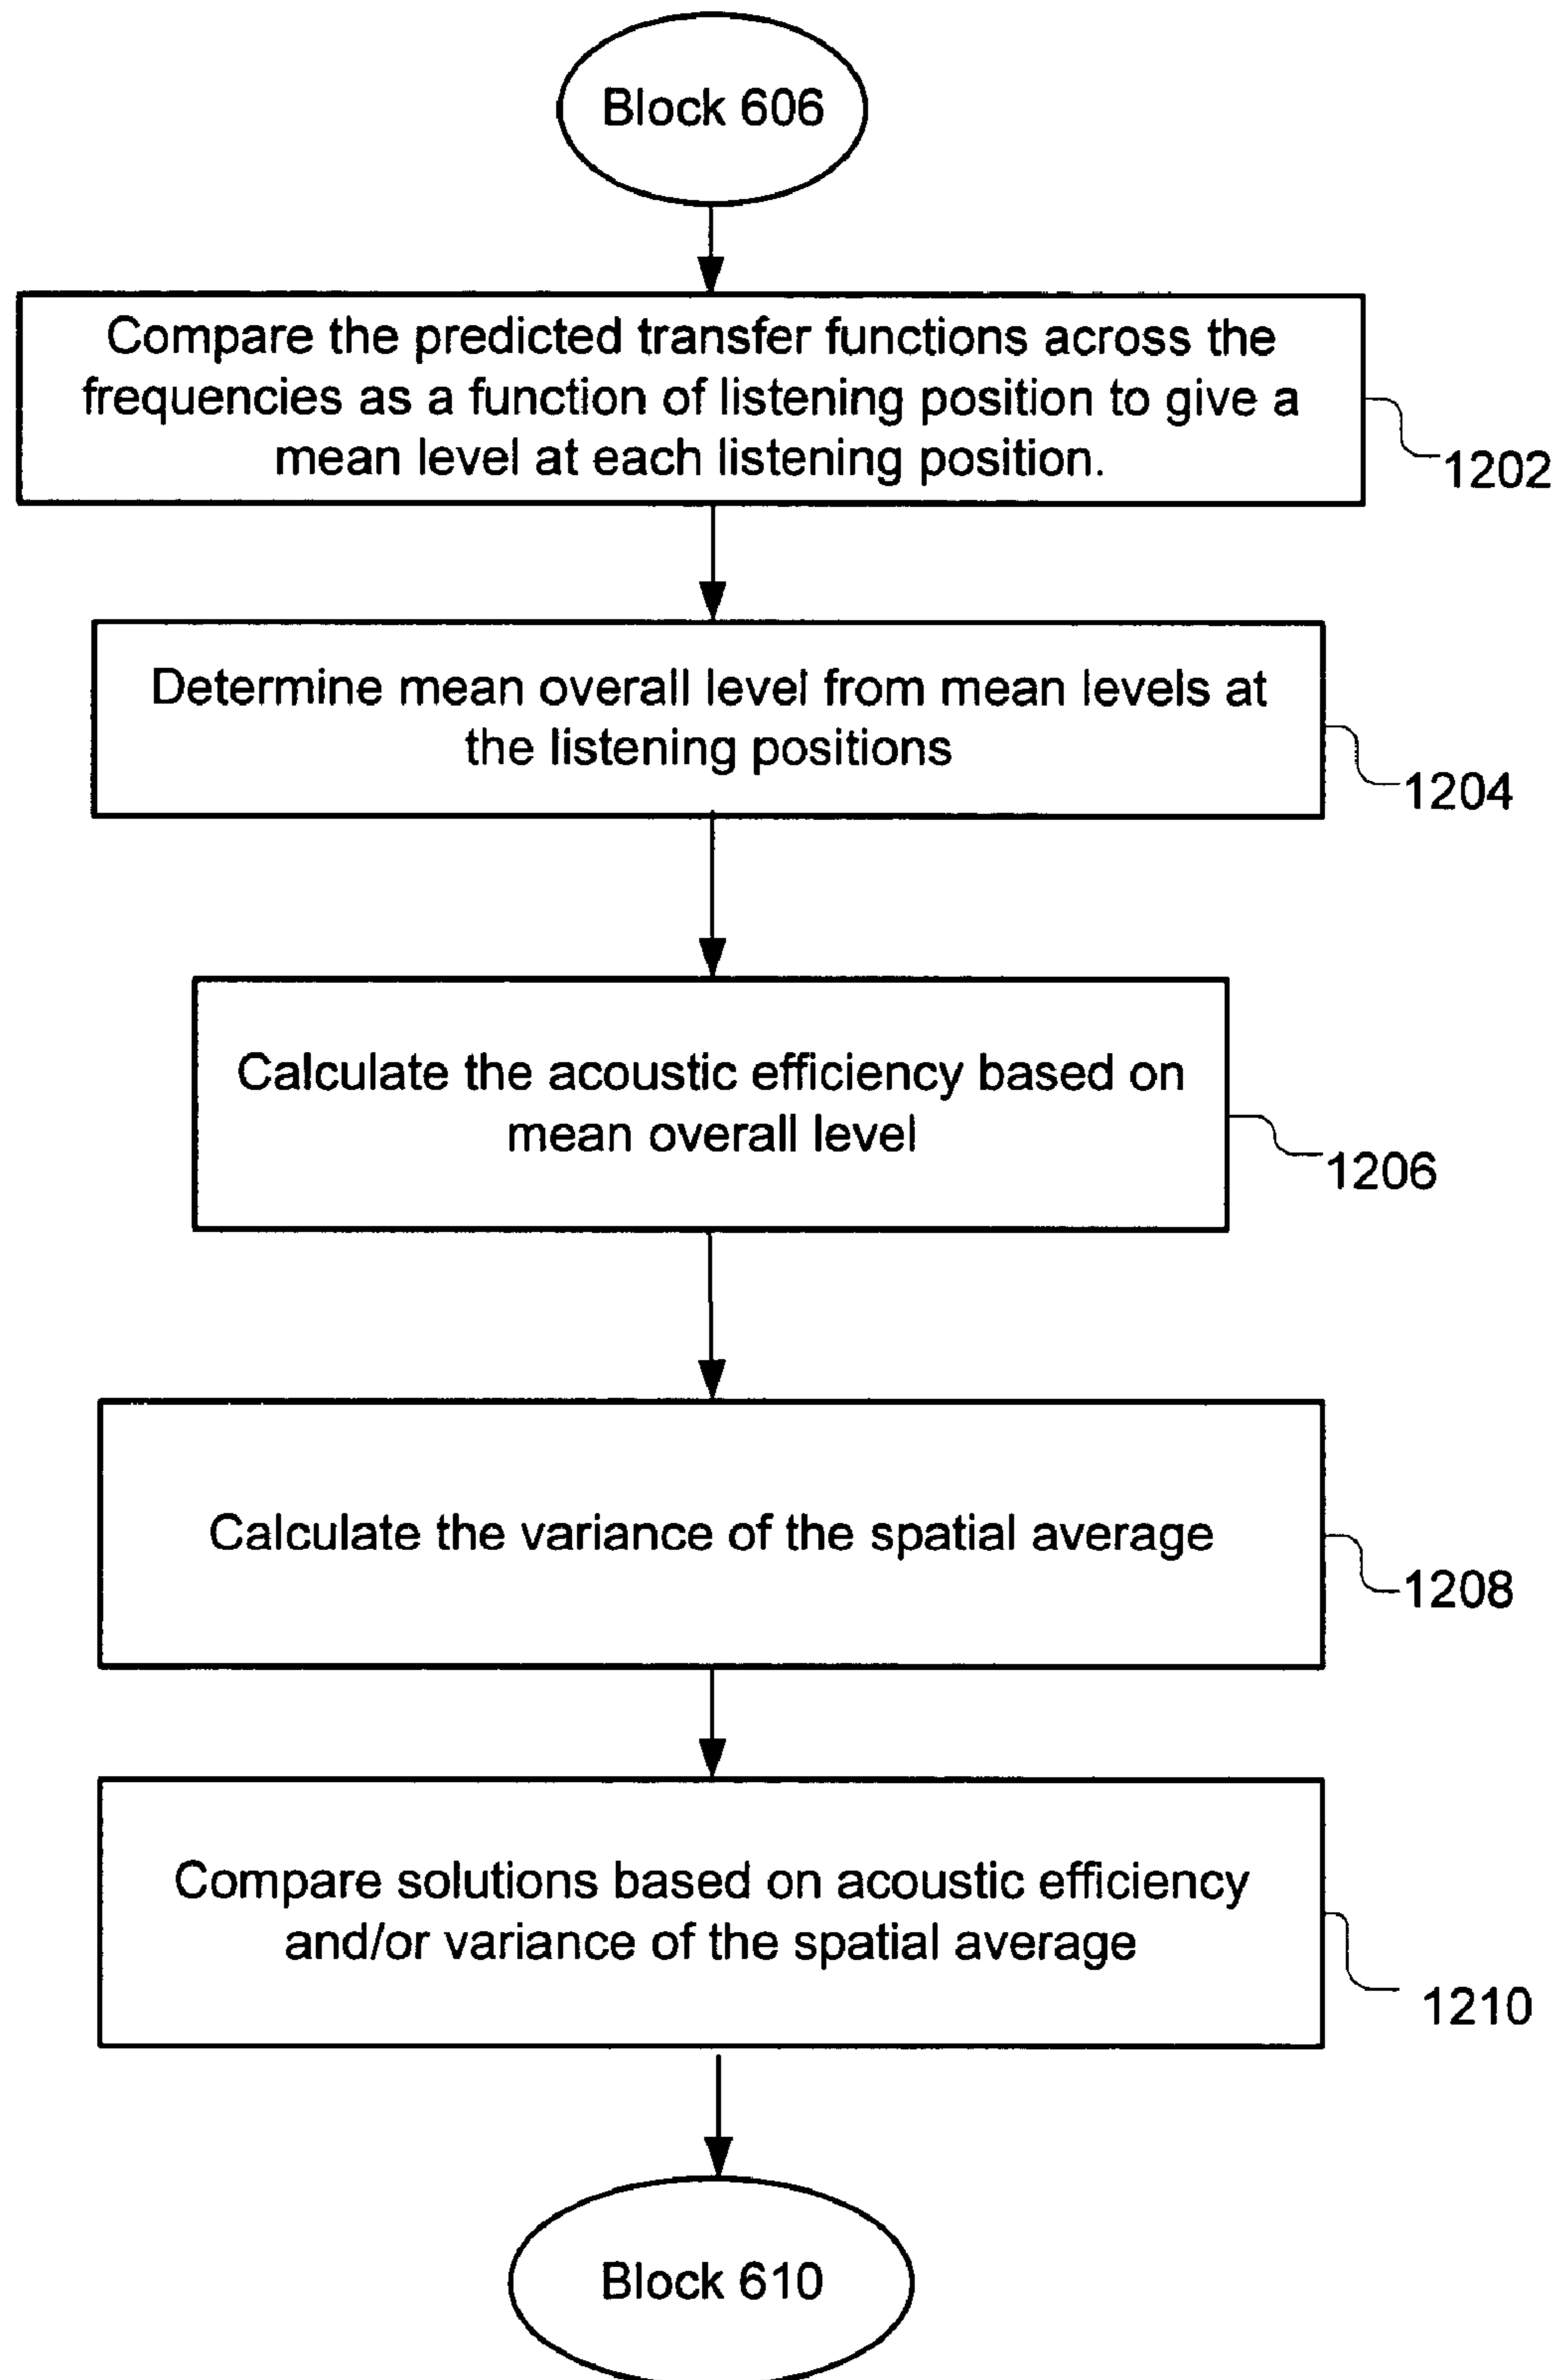 Block 606
Compare the predicted transfer functions across the
frequencies as a function of listening position to give a
mean level at each listening position.
1202
Determine mean overall level from mean levels at
the listening positions
1204
Calculate the acoustic efficiency based on
mean overall level
1206
Calculate the variance of the spatial average
1208
Compare solutions based on acoustic efficiency
and/or variance of the spatial average
1210
Block 610